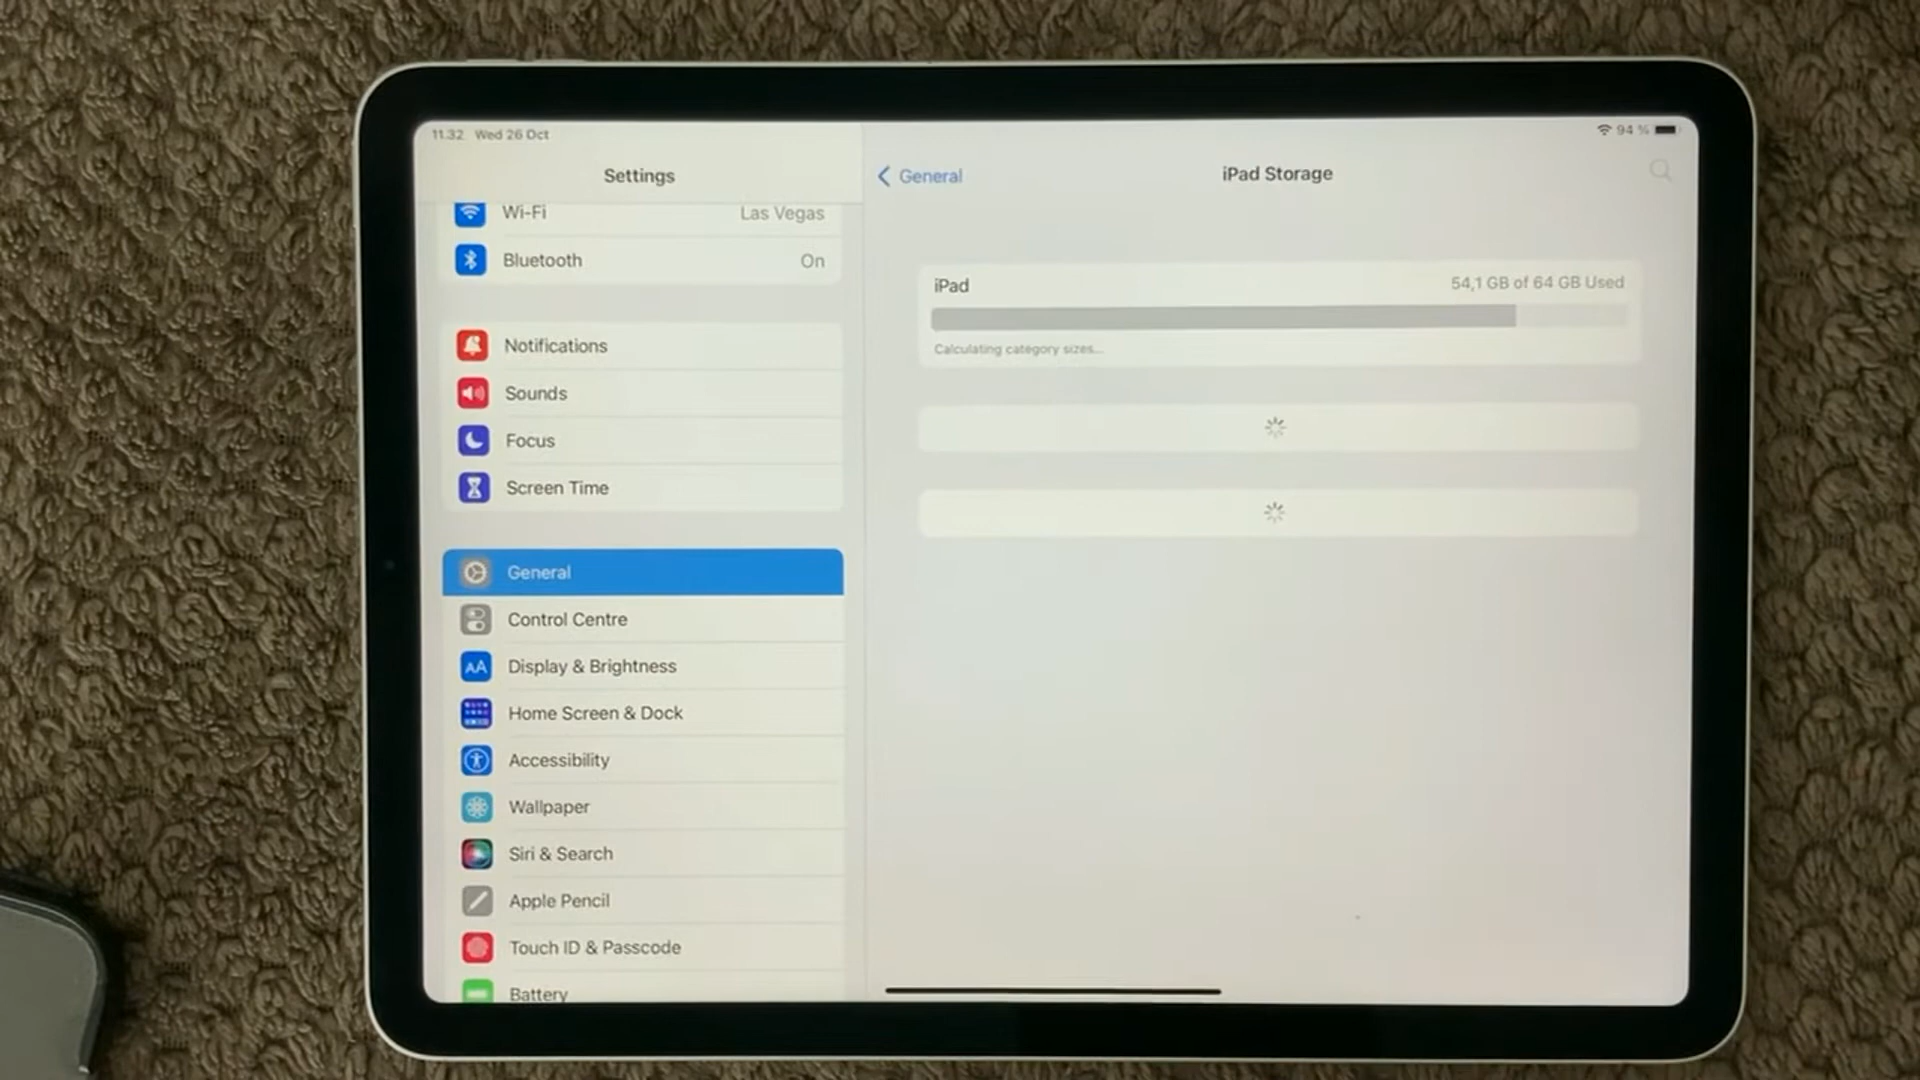 11.32 Wed 26 Oct
94 %
Settings
Wi-Fi Las Vegas
Bluetooth On
Notifications
Sounds
Focus
Screen Time
General
Control Centre
AA Display & Brightness
Home Screen & Dock
Accessibility
Wallpaper
Siri & Search
Apple Pencil
Touch ID & Passcode
Battery
General
iPad Storage
iPad 54,1 GB of 64 GB Used
Calculating category sizes...